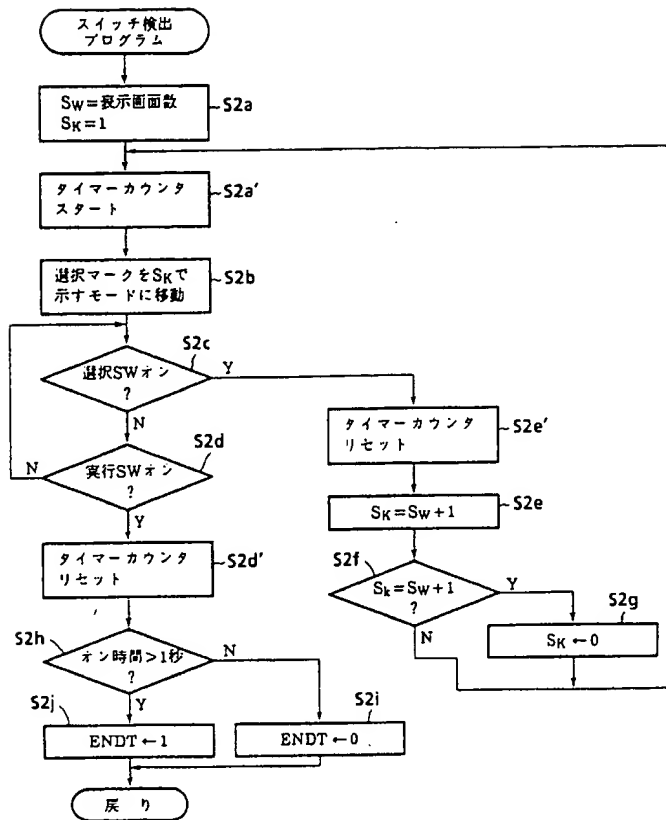 スイッチ検出
プログラム
SW=表示画面数
SK=1
S2a
タイマーカウンタ
スタート
S2a'
選択マークをSKで
示すモードに移動
S2b
選択SWオン
?
S2c
Y
N
実行SWオン
?
S2d
N
Y
タイマーカウンタ
リセット
S2d'
オン時間>1秒
?
S2h
N
Y
ENDT←1
S2j
ENDT←0
S2i
戻り
タイマーカウンタ
リセット
S2e'
SK=SW+1
S2e
Sk=SW+1
?
S2f
Y
N
SK←0
S2g